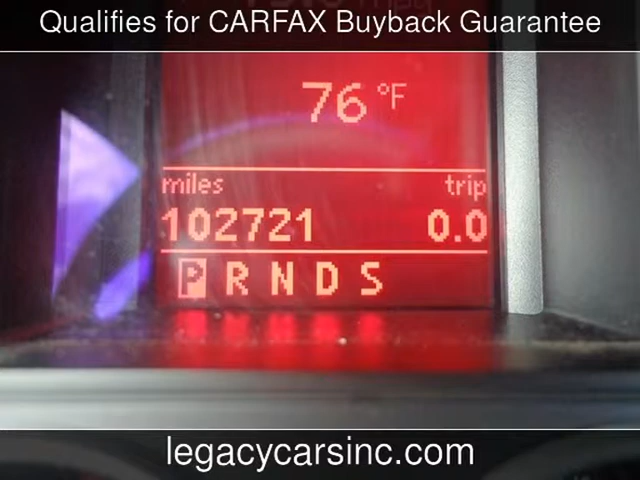 Qualifies for CARFAX Buyback Guarantee
76 °F
miles trip
102721 0.0
P R N D S
legacycarsinc.com